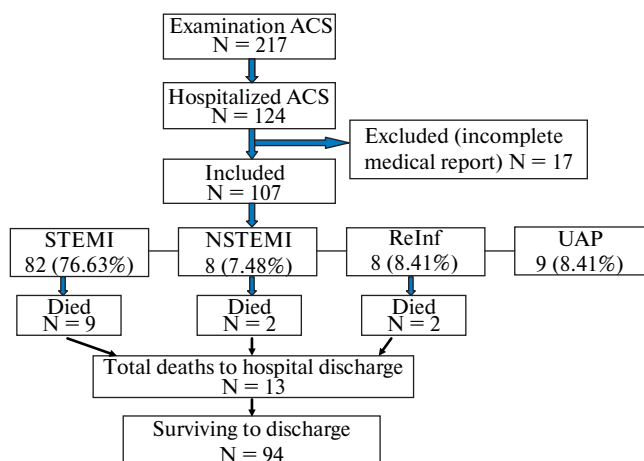 Examination ACS
N = 217
Hospitalized ACS
N = 124
Excluded (incomplete
medical report) N = 17
Included
N = 107
STEMI
82 (76.63%)
NSTEMI
8 (7.48%)
ReInf
8 (8.41%)
UAP
9 (8.41%)
Died
N = 9
Died
N = 2
Died
N = 2
Total deaths to hospital discharge
N = 13
Surviving to discharge
N = 94